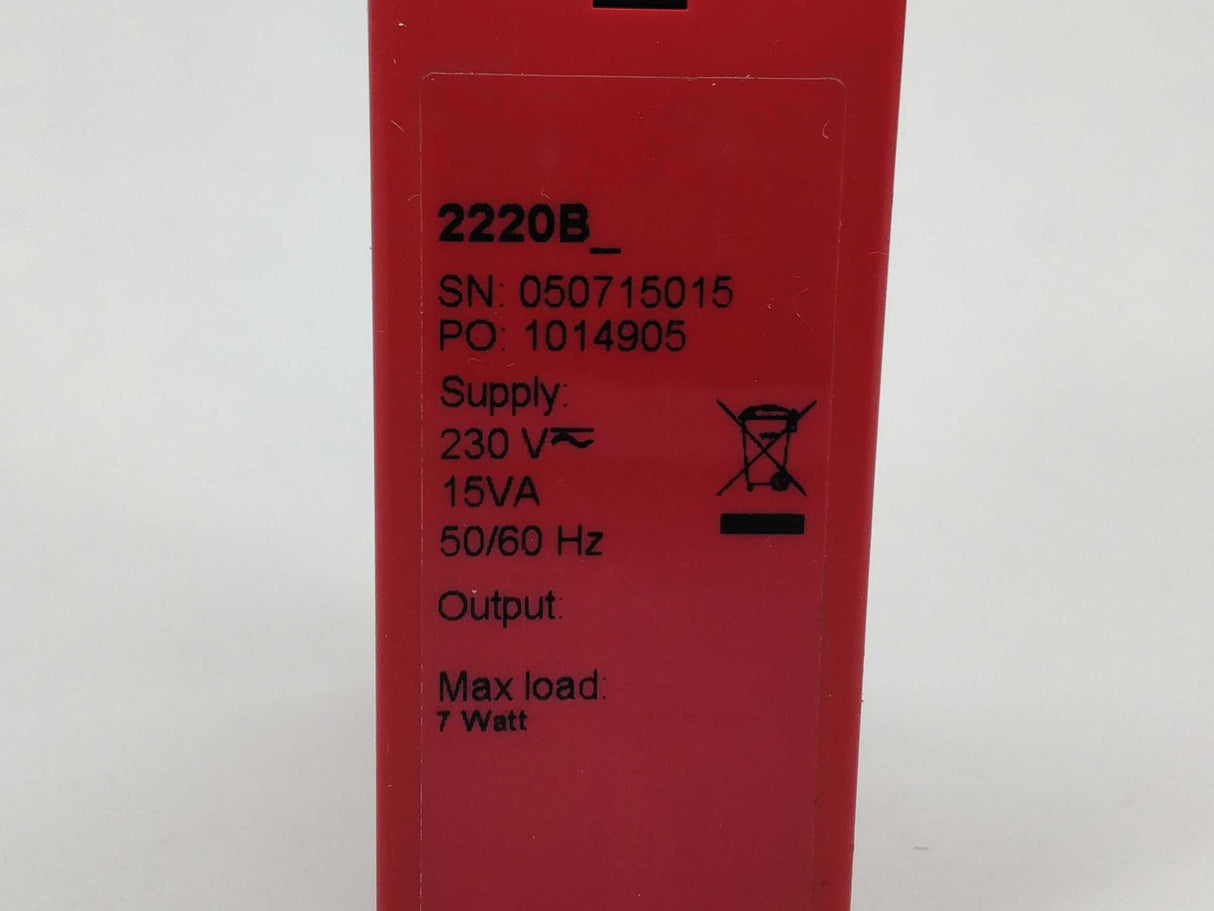 2220B_
SN: 050715015
PO: 1014905
Supply:
230 V⎓∼
15VA
50/60 Hz
Output:
Max load:
7 Watt